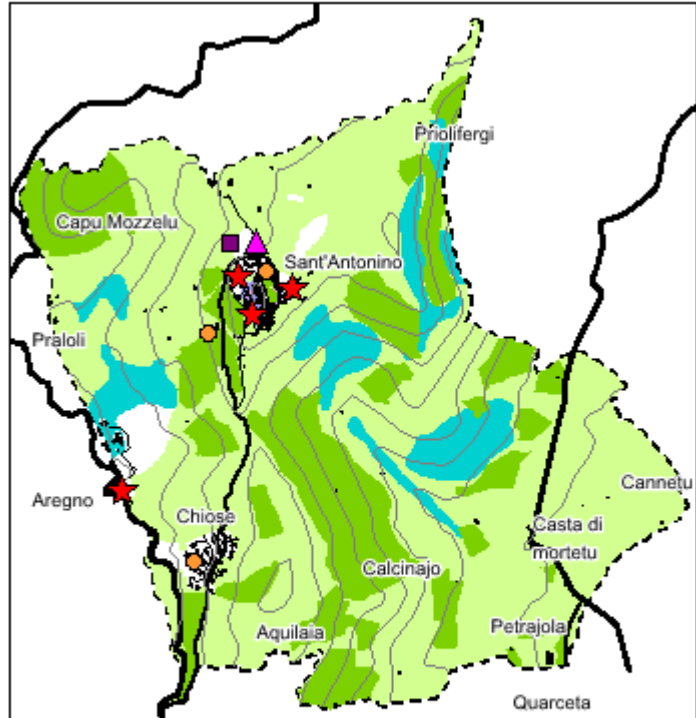 Priolifergi
Capu Mozzelu
Sant'Antonino
Praloli
Cannetu
Aregno
Chiose
Casta di
mortetu
Calcinajo
Aquilaia
Petrajola
Quarceta